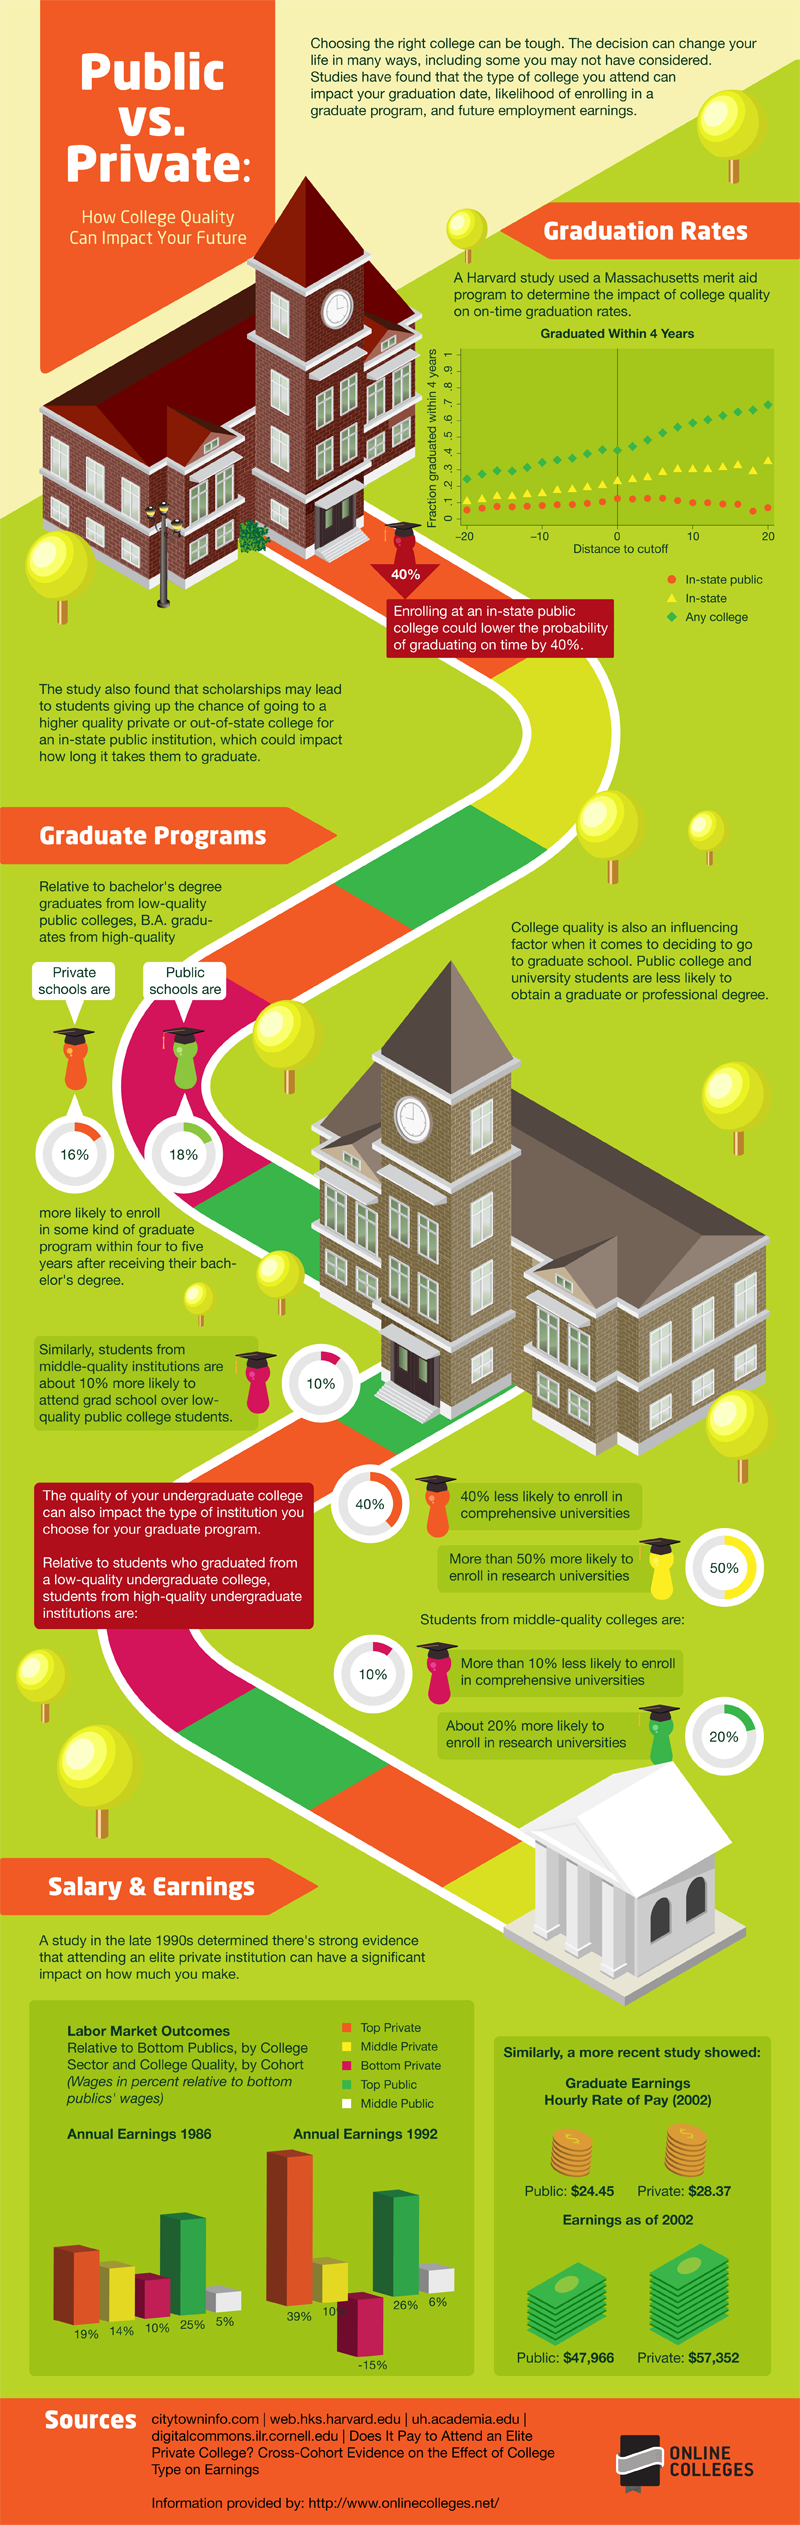 Public
vs.
Private:
How College Quality
Can Impact Your Future
Choosing the right college can be tough. The decision can change your
life in many ways, including some you may not have considered.
Studies have found that the type of college you attend can
impact your graduation date, likelihood of enrolling in a
graduate program, and future employment earnings.
Graduation Rates
A Harvard study used a Massachusetts merit aid
program to determine the impact of college quality
on on-time graduation rates.
Graduated Within 4 Years
Fraction graduated within 4 years
0 .1 .2 .3 .4 .5 .6 .7 .8 .9 1
−20 −10 0 10 20
Distance to cutoff
In-state public
In-state
Any college
40%
Enrolling at an in-state public
college could lower the probability
of graduating on time by 40%.
The study also found that scholarships may lead
to students giving up the chance of going to a
higher quality private or out-of-state college for
an in-state public institution, which could impact
how long it takes them to graduate.
Graduate Programs
Relative to bachelor's degree
graduates from low-quality
public colleges, B.A. gradu-
ates from high-quality
Private
schools are
Public
schools are
16%
18%
more likely to enroll
in some kind of graduate
program within four to five
years after receiving their bach-
elor's degree.
College quality is also an influencing
factor when it comes to deciding to go
to graduate school. Public college and
university students are less likely to
obtain a graduate or professional degree.
Similarly, students from
middle-quality institutions are
about 10% more likely to
attend grad school over low-
quality public college students.
10%
The quality of your undergraduate college
can also impact the type of institution you
choose for your graduate program.
Relative to students who graduated from
a low-quality undergraduate college,
students from high-quality undergraduate
institutions are:
40%
40% less likely to enroll in
comprehensive universities
More than 50% more likely to
enroll in research universities
50%
Students from middle-quality colleges are:
10%
More than 10% less likely to enroll
in comprehensive universities
About 20% more likely to
enroll in research universities
20%
Salary & Earnings
A study in the late 1990s determined there's strong evidence
that attending an elite private institution can have a significant
impact on how much you make.
Labor Market Outcomes
Relative to Bottom Publics, by College
Sector and College Quality, by Cohort
(Wages in percent relative to bottom
publics' wages)
Top Private
Middle Private
Bottom Private
Top Public
Middle Public
Annual Earnings 1986
19% 14% 10% 25% 5%
Annual Earnings 1992
39% 10% -15% 26% 6%
Similarly, a more recent study showed:
Graduate Earnings
Hourly Rate of Pay (2002)
Public: $24.45 Private: $28.37
Earnings as of 2002
Public: $47,966 Private: $57,352
Sources
citytowninfo.com | web.hks.harvard.edu | uh.academia.edu |
digitalcommons.ilr.cornell.edu | Does It Pay to Attend an Elite
Private College? Cross-Cohort Evidence on the Effect of College
Type on Earnings
Information provided by: http://www.onlinecolleges.net/
ONLINE
COLLEGES